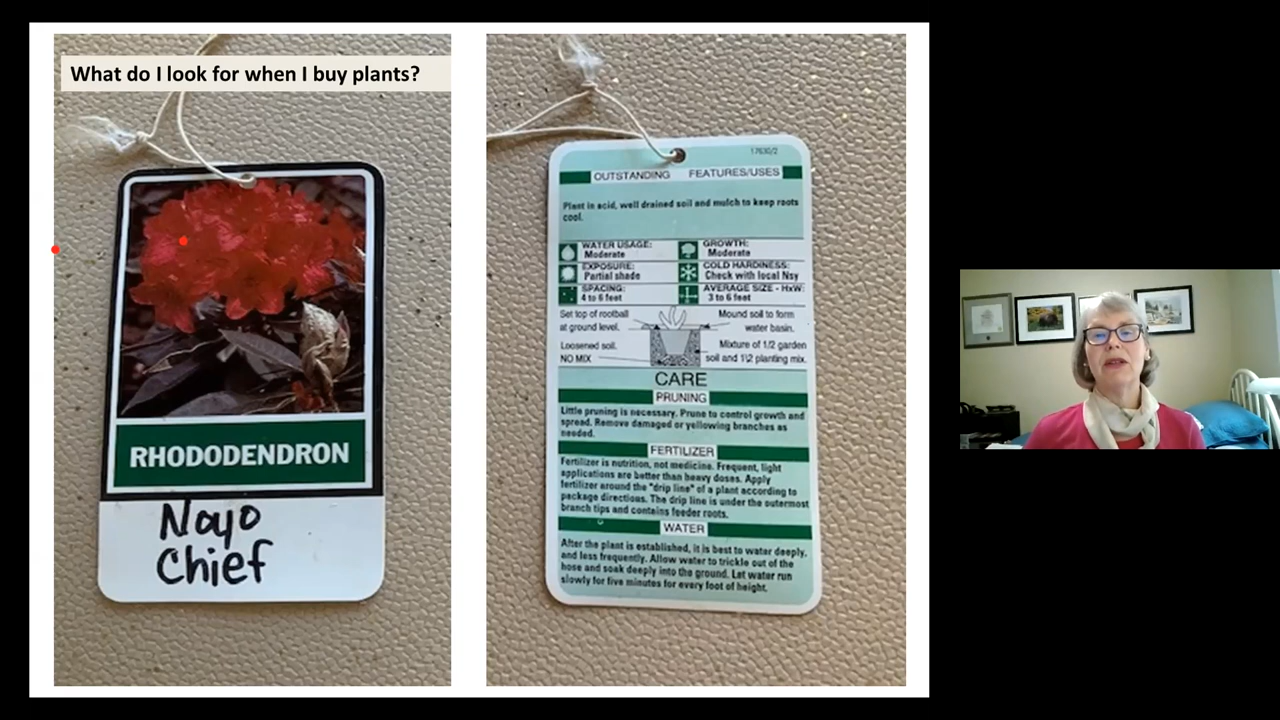 What do I look for when I buy plants?
RHODODENDRON
Noyo
Chief
17630/2
OUTSTANDING FEATURES/USES
Plant in acid, well drained soil and mulch to keep roots
cool.
WATER USAGE:
Moderate
GROWTH:
Moderate
EXPOSURE:
Partial shade
COLD HARDINESS:
Check with local Nsy
SPACING:
4 to 6 feet
AVERAGE SIZE - HxW:
3 to 6 feet
Set top of rootball
at ground level.
Mound soil to form
water basin.
Loosened soil.
NO MIX
Mixture of 1/2 garden
soil and 1\2 planting mix.
CARE
PRUNING
Little pruning is necessary. Prune to control growth and
spread. Remove damaged or yellowing branches as
needed.
FERTILIZER
Fertilizer is nutrition, not medicine. Frequent, light
applications are better than heavy doses. Apply
fertilizer around the "drip line" of a plant according to
package directions. The drip line is under the outermost
branch tips and contains feeder roots.
WATER
After the plant is established, it is best to water deeply,
and less frequently. Allow water to trickle out of the
hose and soak deeply into the ground. Let water run
slowly for five minutes for every foot of height.